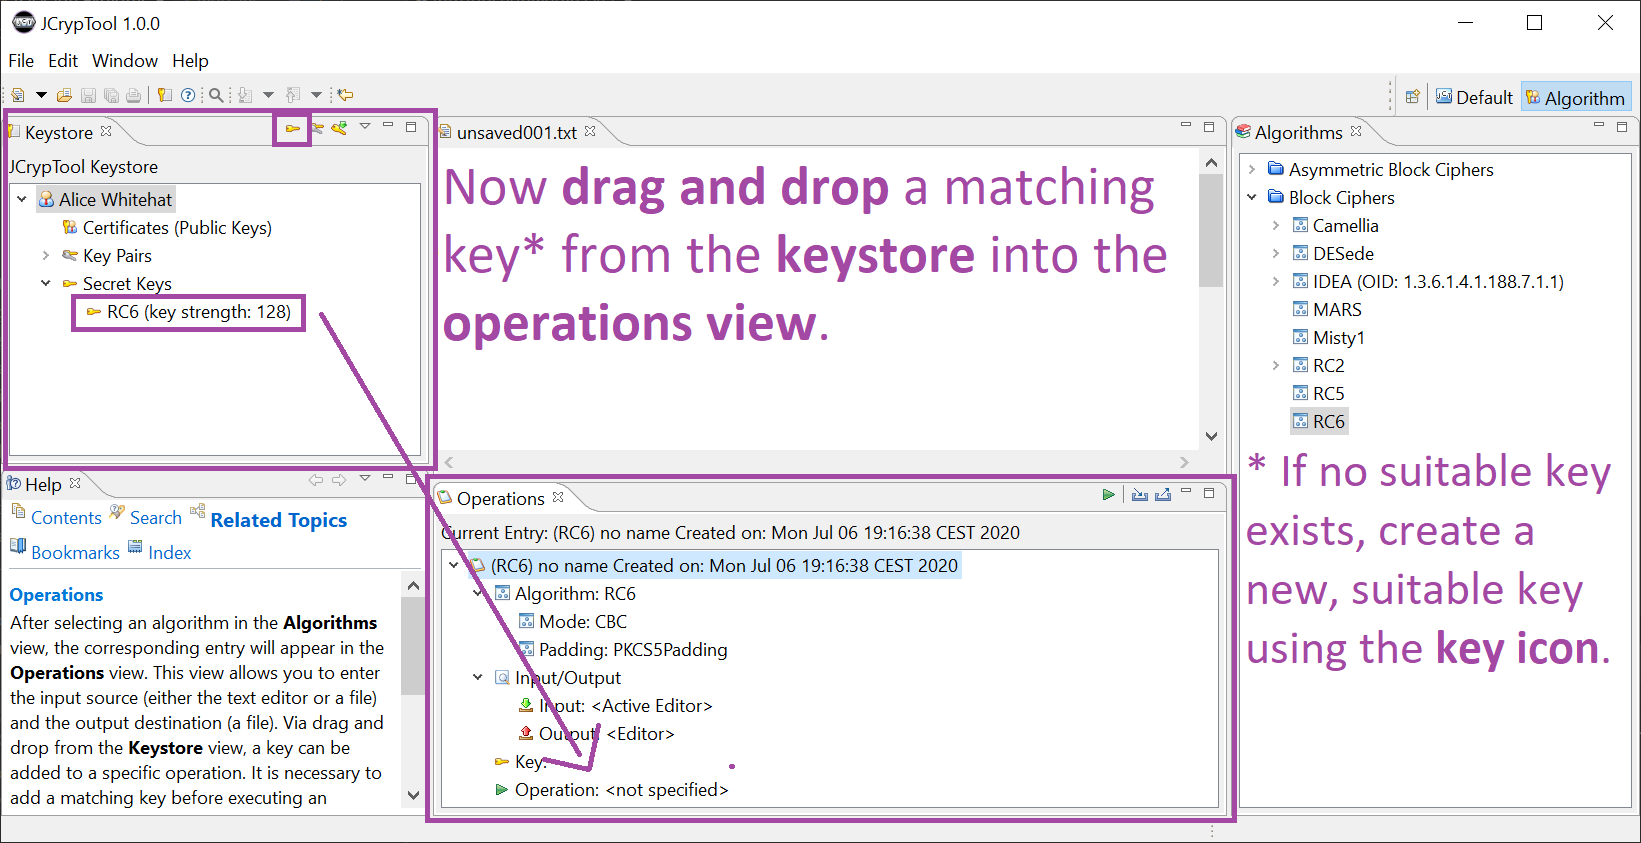 JCrypTool 1.0.0
File Edit Window Help
Default Algorithm
Keystore
JCrypTool Keystore
Alice Whitehat
Certificates (Public Keys)
Key Pairs
Secret Keys
RC6 (key strength: 128)
unsaved001.txt
Now drag and drop a matching
key* from the keystore into the
operations view.
Algorithms
Asymmetric Block Ciphers
Block Ciphers
Camellia
DESede
IDEA (OID: 1.3.6.1.4.1.188.7.1.1)
MARS
Misty1
RC2
RC5
RC6
* If no suitable key
exists, create a
new, suitable key
using the key icon.
Help
Contents Search Related Topics
Bookmarks Index
Operations
After selecting an algorithm in the Algorithms
view, the corresponding entry will appear in the
Operations view. This view allows you to enter
the input source (either the text editor or a file)
and the output destination (a file). Via drag and
drop from the Keystore view, a key can be
added to a specific operation. It is necessary to
add a matching key before executing an
Operations
Current Entry: (RC6) no name Created on: Mon Jul 06 19:16:38 CEST 2020
(RC6) no name Created on: Mon Jul 06 19:16:38 CEST 2020
Algorithm: RC6
Mode: CBC
Padding: PKCS5Padding
Input/Output
Input: <Active Editor>
Output: <Editor>
Key:
Operation: <not specified>